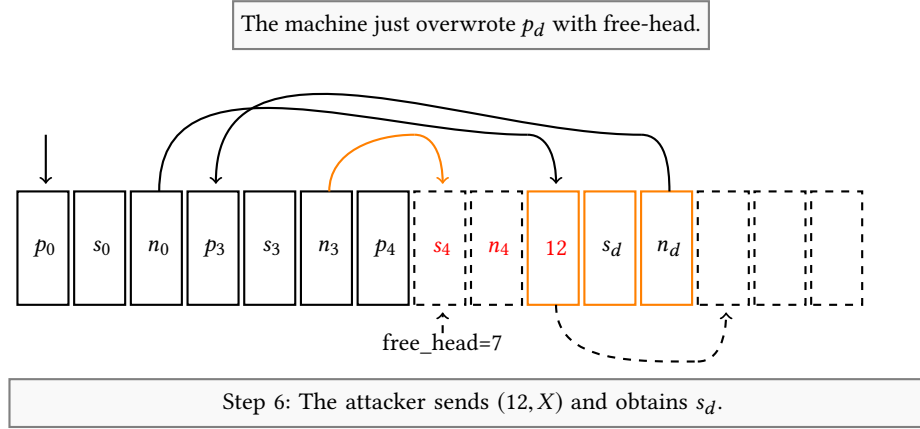 The machine just overwrote p_d with free-head.
p_0 s_0 n_0 p_3 s_3 n_3 p_4 s_4 n_4 12 s_d n_d
free_head=7
Step 6: The attacker sends (12, X) and obtains s_d.